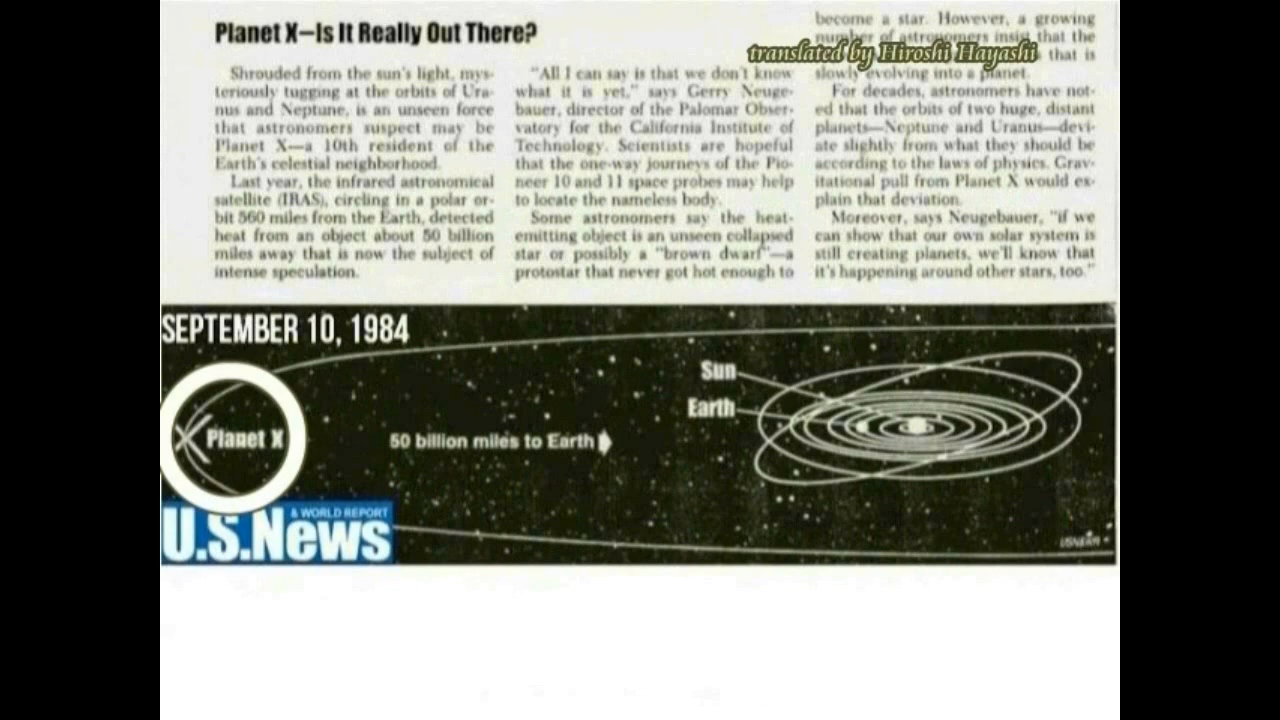 Planet X—Is It Really Out There?
Shrouded from the sun's light, mys-
teriously tugging at the orbits of Ura-
nus and Neptune, is an unseen force
that astronomers suspect may be
Planet X—a 10th resident of the
Earth's celestial neighborhood.
Last year, the infrared astronomical
satellite (IRAS), circling in a polar or-
bit 560 miles from the Earth, detected
heat from an object about 50 billion
miles away that is now the subject of
intense speculation.
"All I can say is that we don't know
what it is yet," says Gerry Neuge-
bauer, director of the Palomar Obser-
vatory for the California Institute of
Technology. Scientists are hopeful
that the one-way journeys of the Pio-
neer 10 and 11 space probes may help
to locate the nameless body.
Some astronomers say the heat-
emitting object is an unseen collapsed
star or possibly a "brown dwarf"—a
protostar that never got hot enough to
become a star. However, a growing
number of astronomers insist that the
that is
slowly evolving into a planet.
For decades, astronomers have not-
ed that the orbits of two huge, distant
planets—Neptune and Uranus—devi-
ate slightly from what they should be
according to the laws of physics. Grav-
itational pull from Planet X would ex-
plain that deviation.
Moreover, says Neugebauer, "if we
can show that our own solar system is
still creating planets, we'll know that
it's happening around other stars, too."
translated by Hiroshi Hayashi
SEPTEMBER 10, 1984
Sun
Earth
Planet X
50 billion miles to Earth
& WORLD REPORT
U.S.News